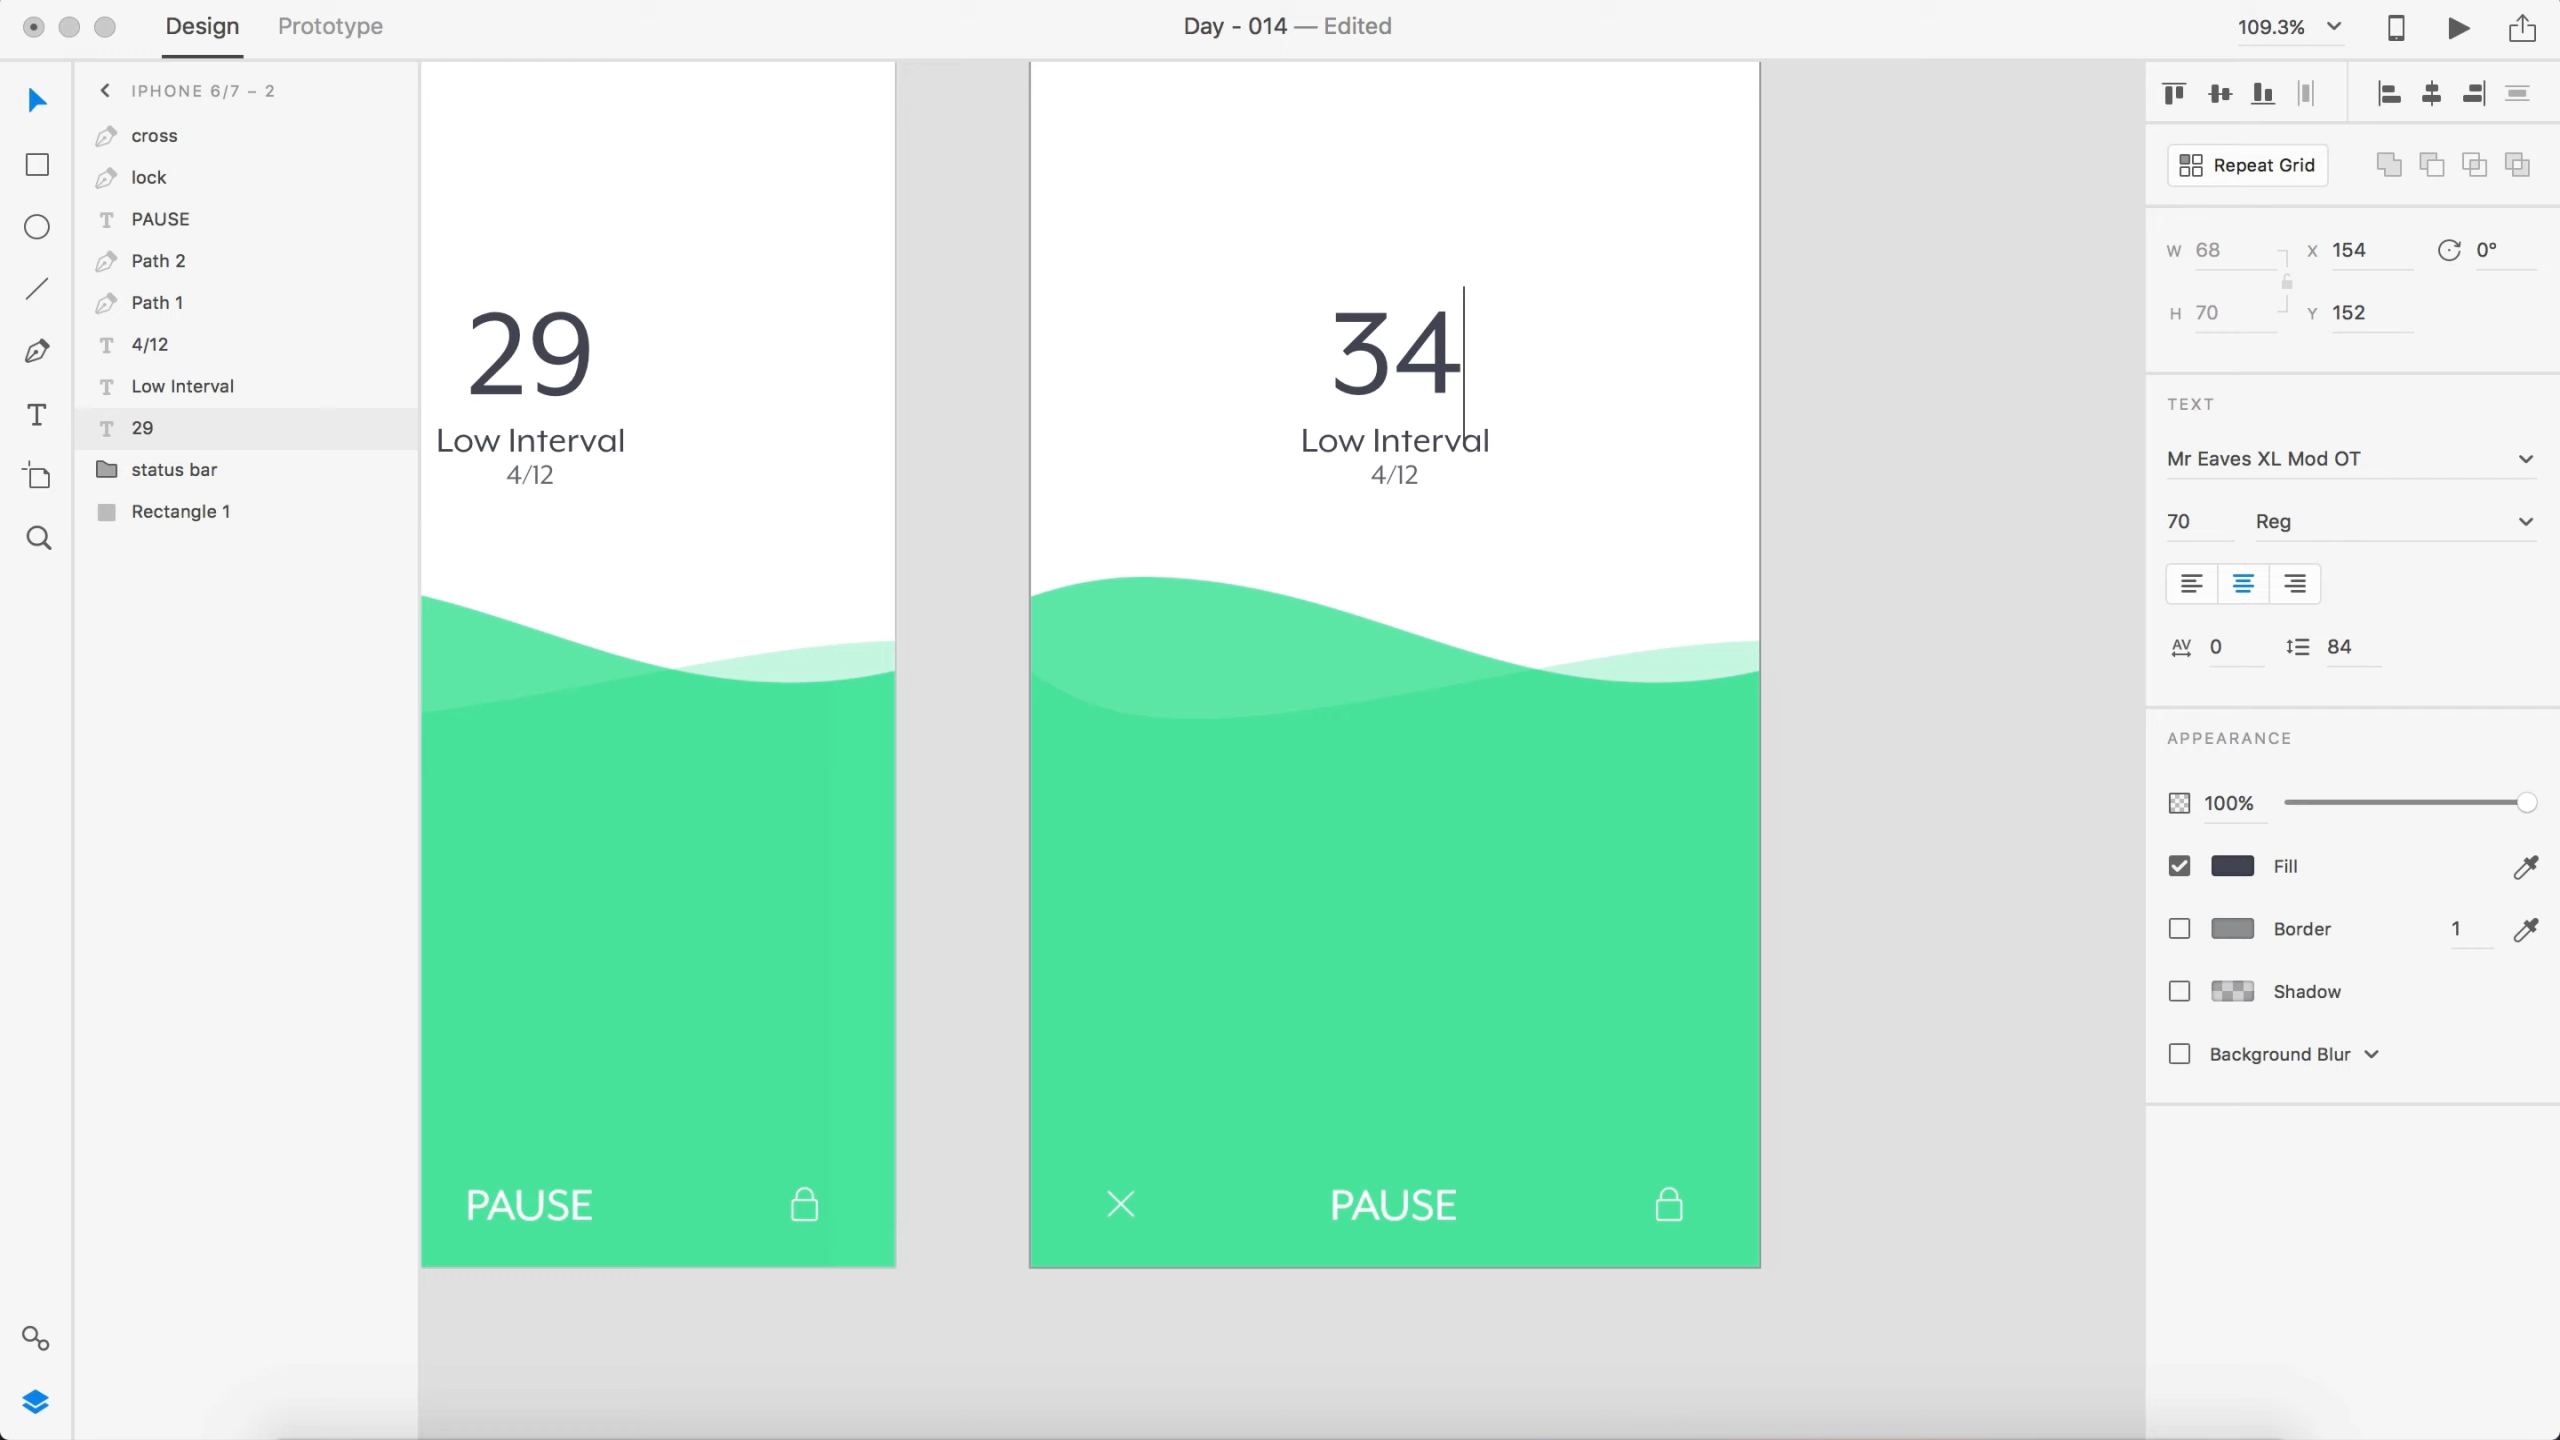 Design Prototype Day - 014 — Edited 109.3%
IPHONE 6/7 – 2
cross
lock
PAUSE
Path 2
Path 1
4/12
Low Interval
29
status bar
Rectangle 1
29
Low Interval
4/12
PAUSE
34
Low Interval
4/12
PAUSE
Repeat Grid
W 68 X 154 0°
H 70 Y 152
TEXT
Mr Eaves XL Mod OT
70 Reg
AV 0 84
APPEARANCE
100%
Fill
Border 1
Shadow
Background Blur